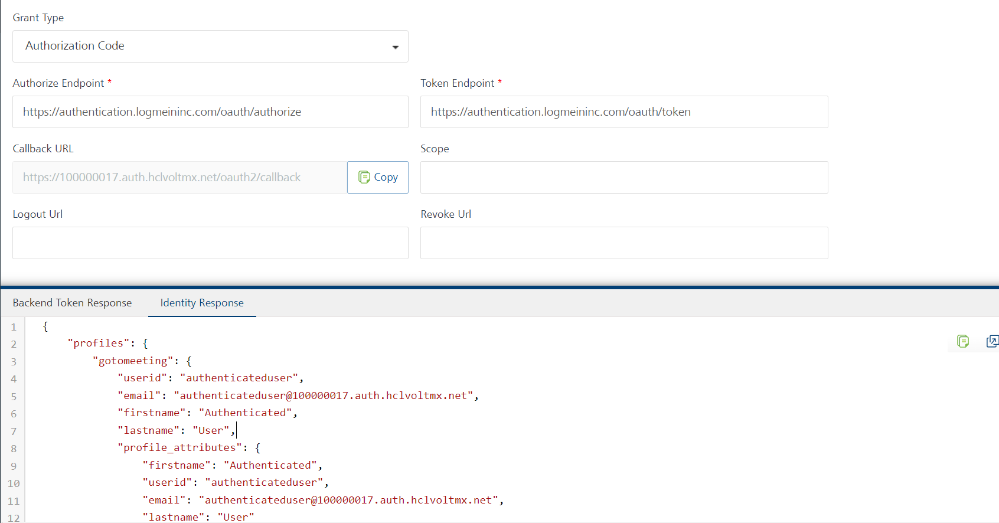 Grant Type
Authorization Code
Authorize Endpoint *
Token Endpoint *
https://authentication.logmeininc.com/oauth/authorize
https://authentication.logmeininc.com/oauth/token
Callback URL
Scope
https://100000017.auth.hclvoltmx.net/oauth2/callback
Copy
Logout Url
Revoke Url
Backend Token Response
Identity Response
1 {
2 "profiles": {
3 "gotomeeting": {
4 "userid": "authenticateduser",
5 "email": "authenticateduser@100000017.auth.hclvoltmx.net",
6 "firstname": "Authenticated",
7 "lastname": "User",
8 "profile_attributes": {
9 "firstname": "Authenticated",
10 "userid": "authenticateduser",
11 "email": "authenticateduser@100000017.auth.hclvoltmx.net",
12 "lastname": "User"